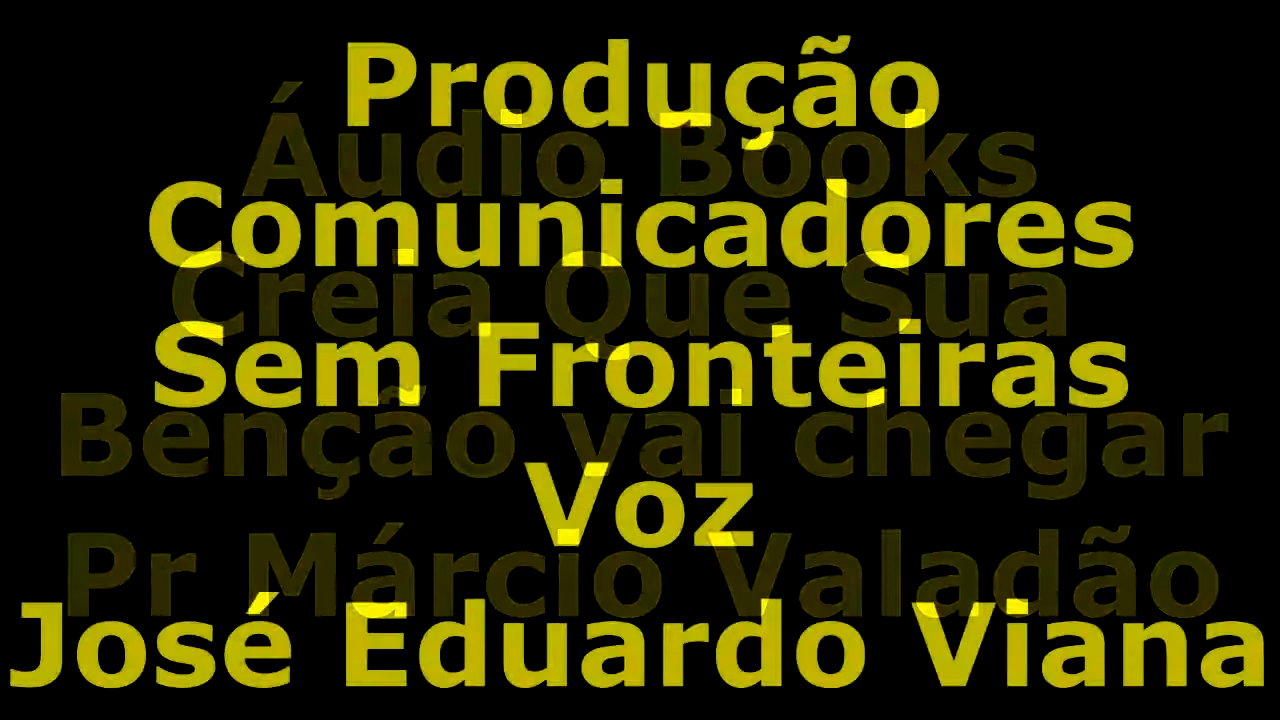 Produção
Áudio Books
Comunicadores
Creia Que Sua
Sem Fronteiras
Benção vai chegar
Voz
Pr Márcio Valadão
José Eduardo Viana